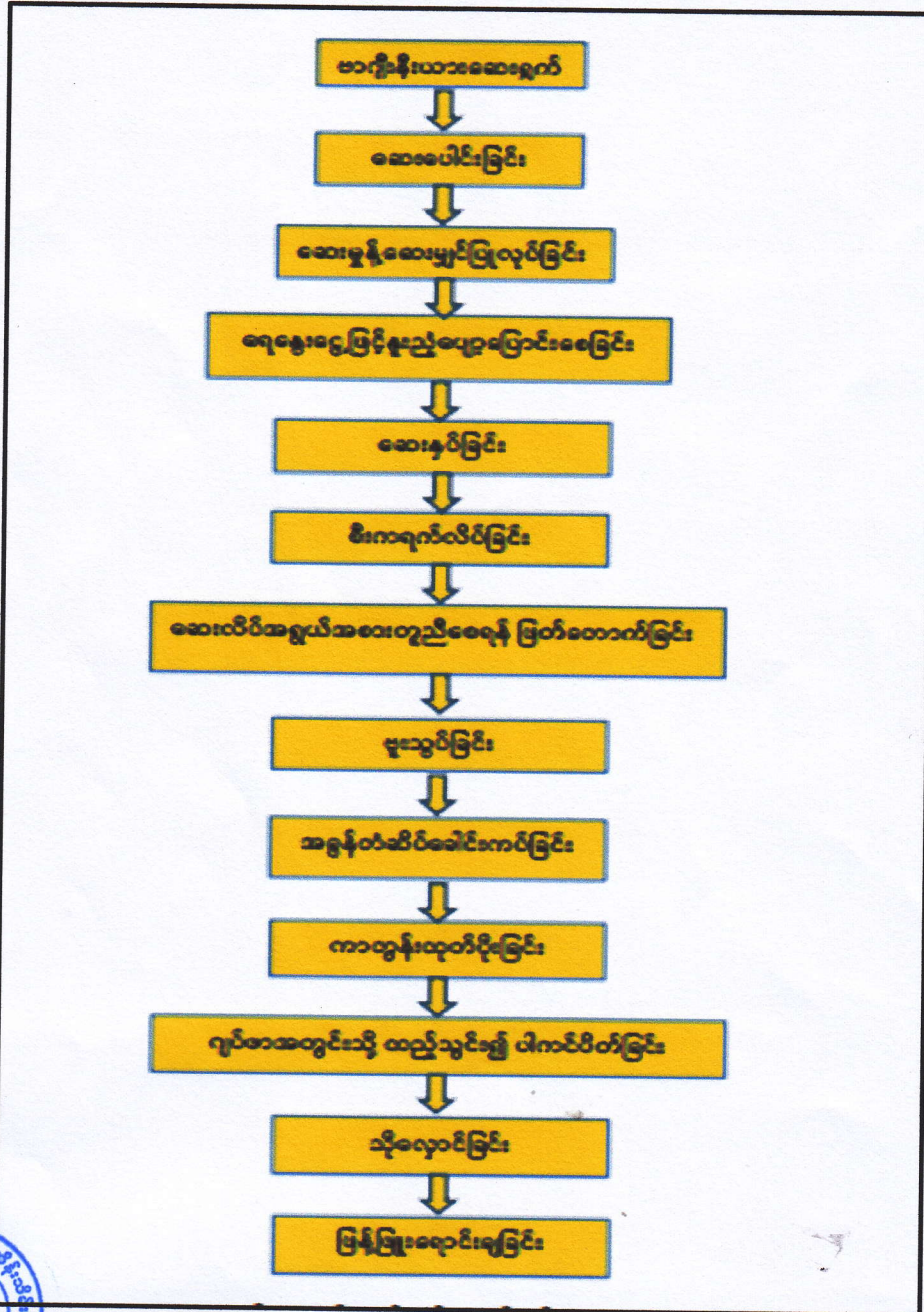 ဗာဂျီးနီးယားဆေးရွက်
ဆေးပေါင်းခြင်း
ဆေးမှုန့်ဆေးမျှင်ပြုလုပ်ခြင်း
ရေနွေးငွေ့ဖြင့်နူးညံ့ပျော့ပြောင်းစေခြင်း
ဆေးနှပ်ခြင်း
စီးကရက်လိပ်ခြင်း
ဆေးလိပ်အရွယ်အစားတူညီစေရန် ဖြတ်တောက်ခြင်း
ဗူးသွပ်ခြင်း
အခွန်တံဆိပ်ခေါင်းကပ်ခြင်း
ကာတွန်းထုတ်ပိုးခြင်း
ဂျပ်ဖာအတွင်းသို့ ထည့်သွင်း၍ ပါကင်ပိတ်ခြင်း
သိုလှောင်ခြင်း
ဖြန့်ဖြူးရောင်းချခြင်း